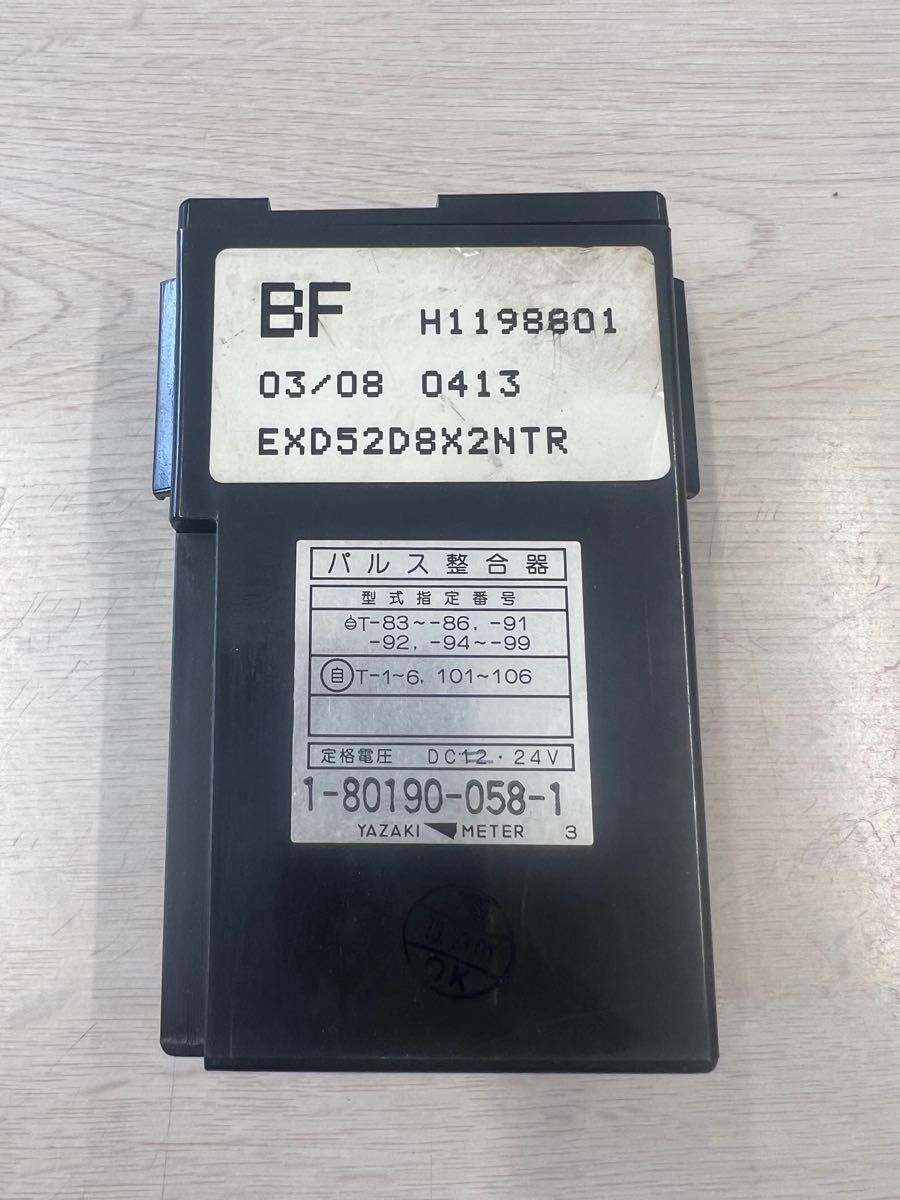 BF H1198801
03/08 0413
EXD52D8X2NTR
パルス整合器
型式指定番号
T-83~-86, -91
-92, -94~-99
自 T-1~6, 101~106
定格電圧 DC12・24V
1-80190-058-1
YAZAKI METER 3
OK